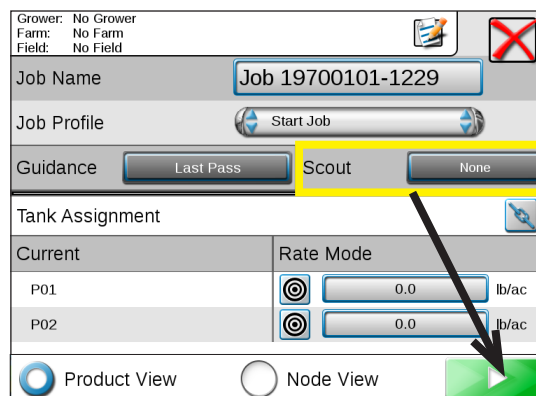 Grower: No Grower
Farm: No Farm
Field: No Field
Job Name Job 19700101-1229
Job Profile Start Job
Guidance Last Pass Scout None
Tank Assignment
Current Rate Mode
P01 0.0 lb/ac
P02 0.0 lb/ac
Product View Node View